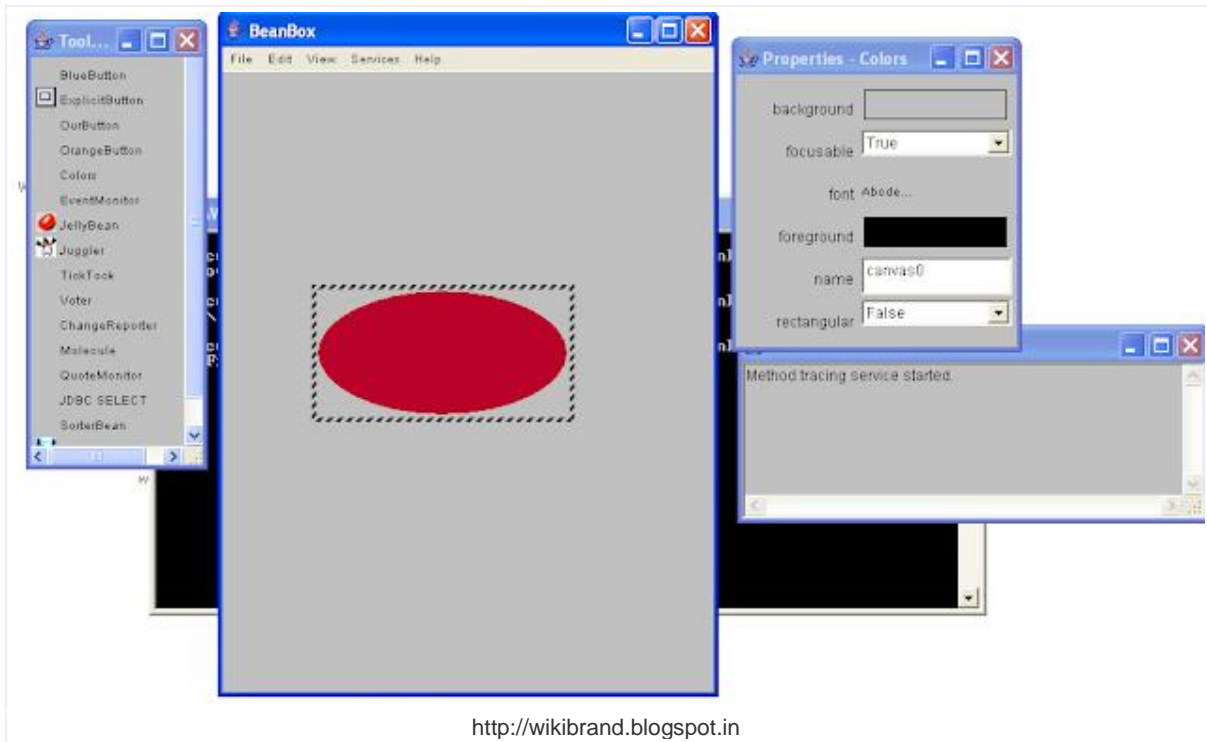 Tool...
BlueButton
ExplicitButton
OurButton
OrangeButton
Colors
EventMonitor
JellyBean
Juggler
TickTock
Voter
ChangeReporter
Molecule
QuoteMonitor
JDBC SELECT
SorterBean
BeanBox
File Edit View Services Help
Properties - Colors
background
focusable True
font Abcde...
foreground
name canvas0
rectangular False
Method tracing service started.
http://wikibrand.blogspot.in